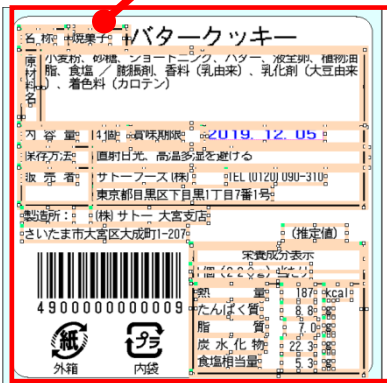 名 称 焼菓子 バタークッキー
原材料名 小麦粉、砂糖、ショートニング、バター、液全卵、植物油
脂、食塩 ／ 膨脹剤、香料（乳由来）、乳化剤（大豆由来
）、着色料（カロテン）
内 容 量 14個 賞味期限 2019. 12. 05
保存方法 直射日光、高温多湿を避ける
販 売 者 サトーフーズ(株) TEL(0120)090-310
東京都目黒区下目黒1丁目7番1号
製造所： (株)サトー 大宮支店
さいたま市大宮区大成町1-207
(推定値)
栄養成分表示
1個 当たり
熱 量 187 kcal
たんぱく質 8.8
脂 質 7.0
炭水化物 22.3
食塩相当量 5.3
4900000000009
紙 外箱
プラ 内袋